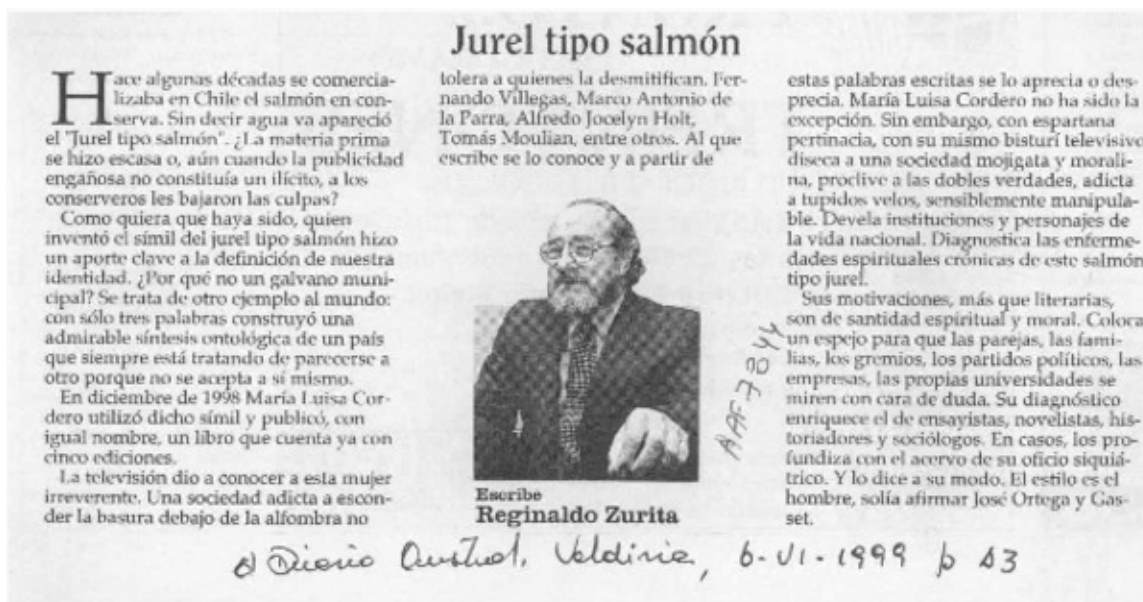 Jurel tipo salmón
Hace algunas décadas se comercia-
lizaba en Chile el salmón en con-
serva. Sin decir agua va apareció
el "Jurel tipo salmón". ¿La materia prima
se hizo escasa o, aún cuando la publicidad
engañosa no constituía un ilícito, a los
conserveros les bajaron las culpas?
Como quiera que haya sido, quien
inventó el símil del jurel tipo salmón hizo
un aporte clave a la definición de nuestra
identidad. ¿Por qué no un galvano muni-
cipal? Se trata de otro ejemplo al mundo:
con sólo tres palabras construyó una
admirable síntesis ontológica de un país
que siempre está tratando de parecerse a
otro porque no se acepta a sí mismo.
En diciembre de 1998 María Luisa Cor-
dero utilizó dicho símil y publicó, con
igual nombre, un libro que cuenta ya con
cinco ediciones.
La televisión dio a conocer a esta mujer
irreverente. Una sociedad adicta a escon-
der la basura debajo de la alfombra no
tolera a quienes la desmitifican. Fer-
nando Villegas, Marco Antonio de
la Parra, Alfredo Jocelyn Holt,
Tomás Moulian, entre otros. Al que
escribe se lo conoce y a partir de
estas palabras escritas se lo aprecia o des-
precia. María Luisa Cordero no ha sido la
excepción. Sin embargo, con espartana
pertinacia, con su mismo bisturí televisivo
diseca a una sociedad mojigata y morali-
na, proclive a las dobles verdades, adicta
a tupidos velos, sensiblemente manipula-
ble. Devela instituciones y personajes de
la vida nacional. Diagnostica las enferme-
dades espirituales crónicas de este salmón
tipo jurel.
Sus motivaciones, más que literarias,
son de santidad espiritual y moral. Coloca
un espejo para que las parejas, las fami-
lias, los gremios, los partidos políticos, las
empresas, las propias universidades se
miren con cara de duda. Su diagnóstico
enriquece el de ensayistas, novelistas, his-
toriadores y sociólogos. En casos, los pro-
fundiza con el acervo de su oficio siquiá-
trico. Y lo dice a su modo. El estilo es el
hombre, solía afirmar José Ortega y Gas-
set.
Escribe
Reginaldo Zurita
AAF7844
El Diario Austral, Valdivia, 6-VI-1999 p A3